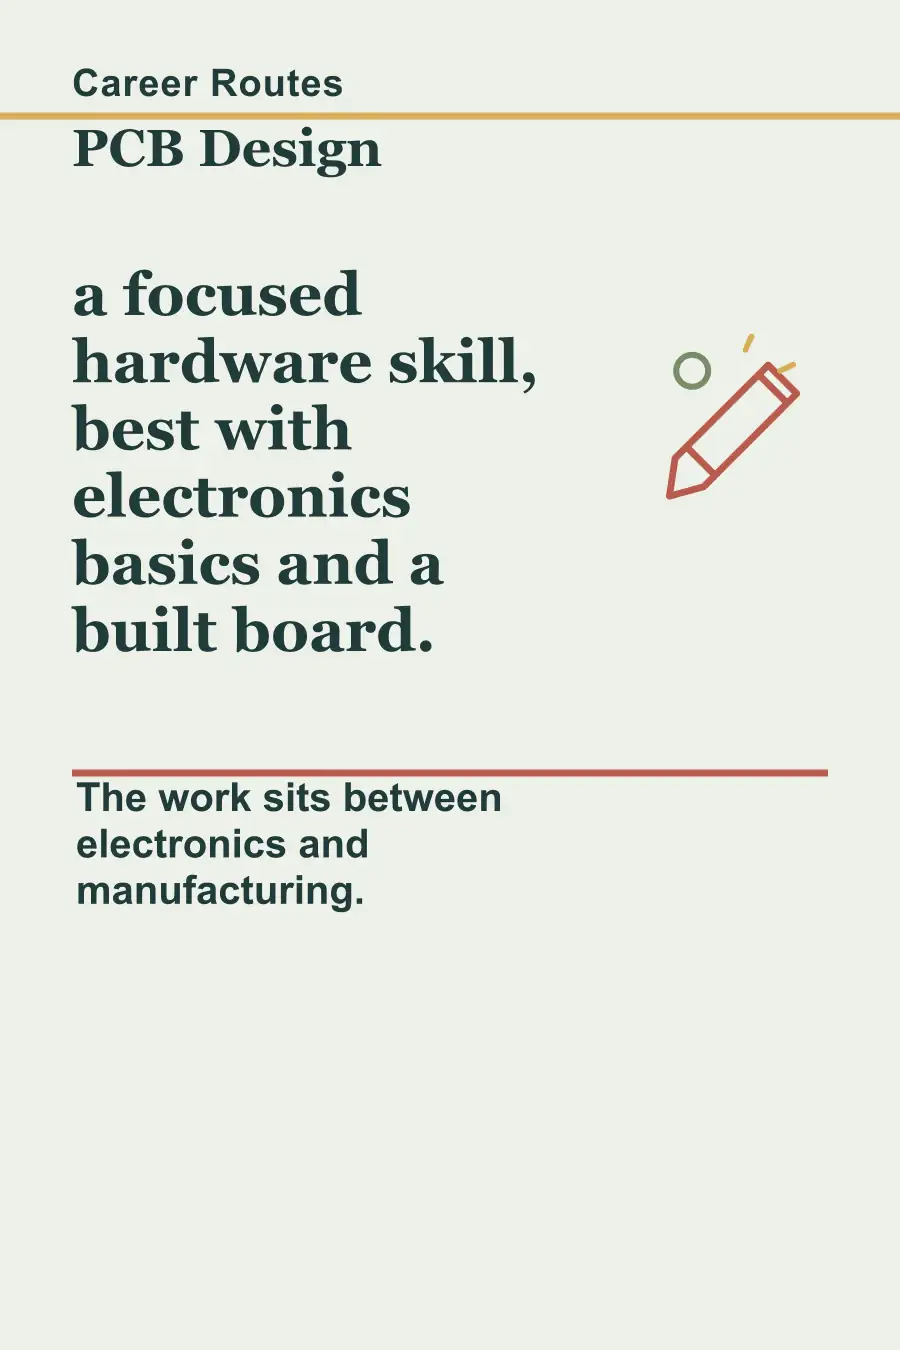 Career Routes
PCB Design
a focused
hardware skill,
best with
electronics
basics and a
built board.
The work sits between
electronics and
manufacturing.